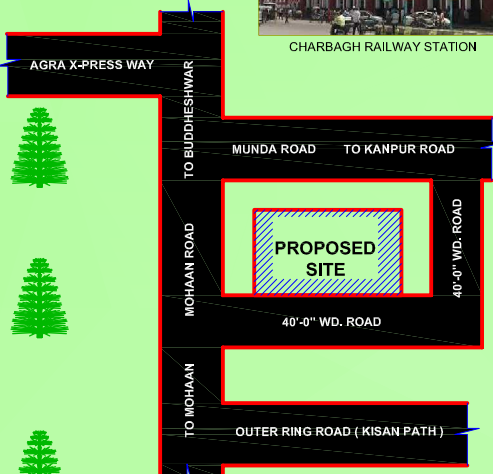 CHARBAGH RAILWAY STATION
AGRA X-PRESS WAY
TO BUDDHESHWAR
MUNDA ROAD TO KANPUR ROAD
MOHAAN ROAD
PROPOSED
SITE
40'-0" WD. ROAD
40'-0" WD. ROAD
TO MOHAAN
OUTER RING ROAD ( KISAN PATH )